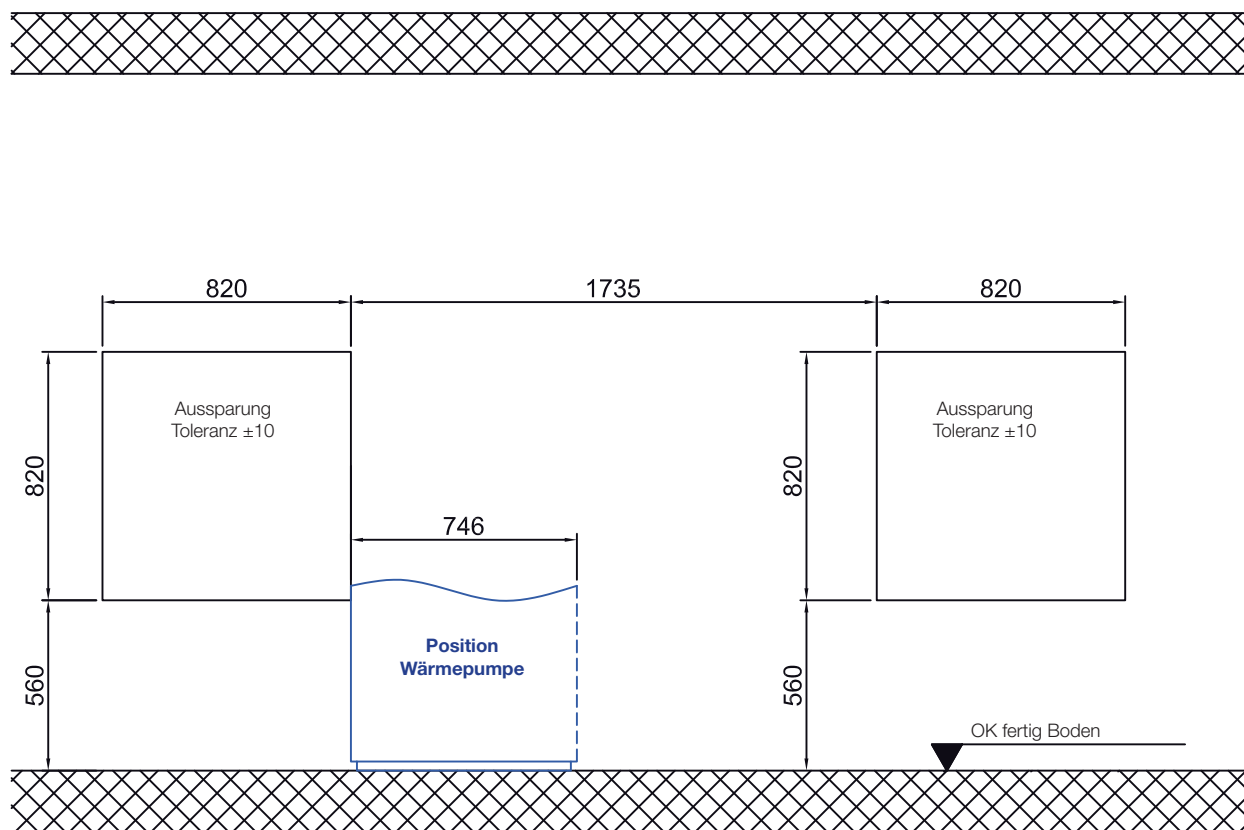 820
1735
820
Aussparung
Toleranz ±10
Aussparung
Toleranz ±10
820
820
746
Position
Wärmepumpe
560
560
OK fertig Boden